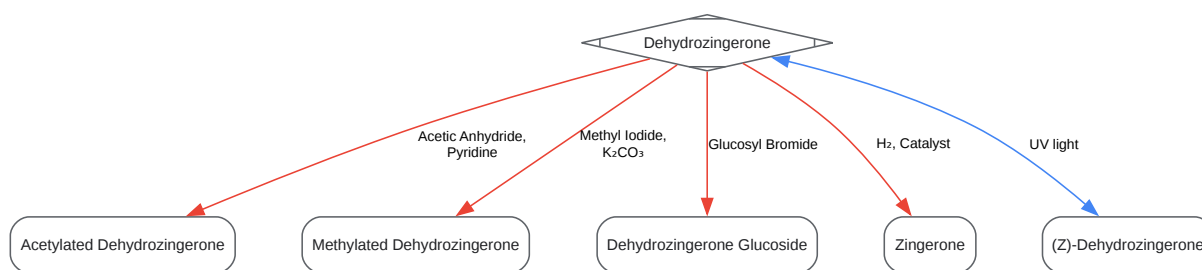 Dehydrozingerone
Acetic Anhydride,
Pyridine
Methyl Iodide,
K₂CO₃
Glucosyl Bromide
H₂, Catalyst
UV light
Acetylated Dehydrozingerone
Methylated Dehydrozingerone
Dehydrozingerone Glucoside
Zingerone
(Z)-Dehydrozingerone